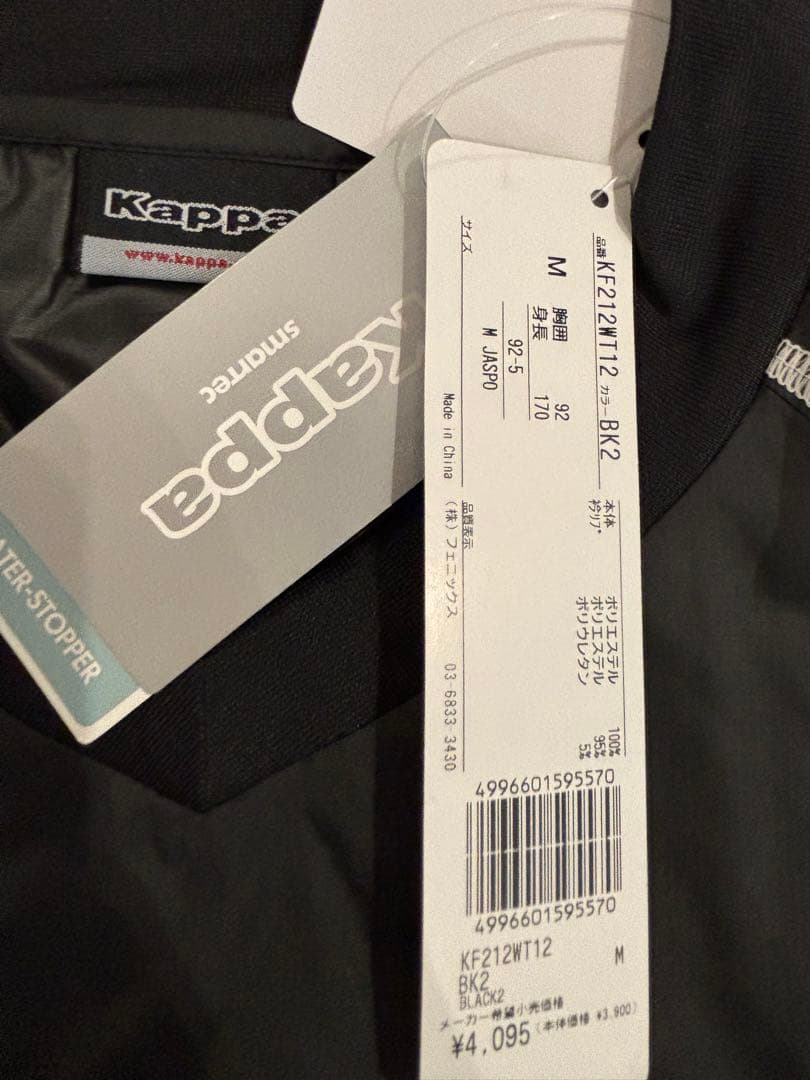 Kappa
www.kappa.
Kappa
smartec
ATER-STOPPER
品番 KF212WT12 カラー BK2
サイズ
M
胸囲 92
身長 170
92-5
M JASPO
Made in China
本体 ポリエステル 100%
衿リブ ポリエステル 95%
ポリウレタン 5%
品質表示
(株)フェニックス 03-6833-3430
4996601595570
4996601595570
KF212WT12 M
BK2
BLACK2
メーカー希望小売価格
¥4,095(本体価格 ¥3,900)